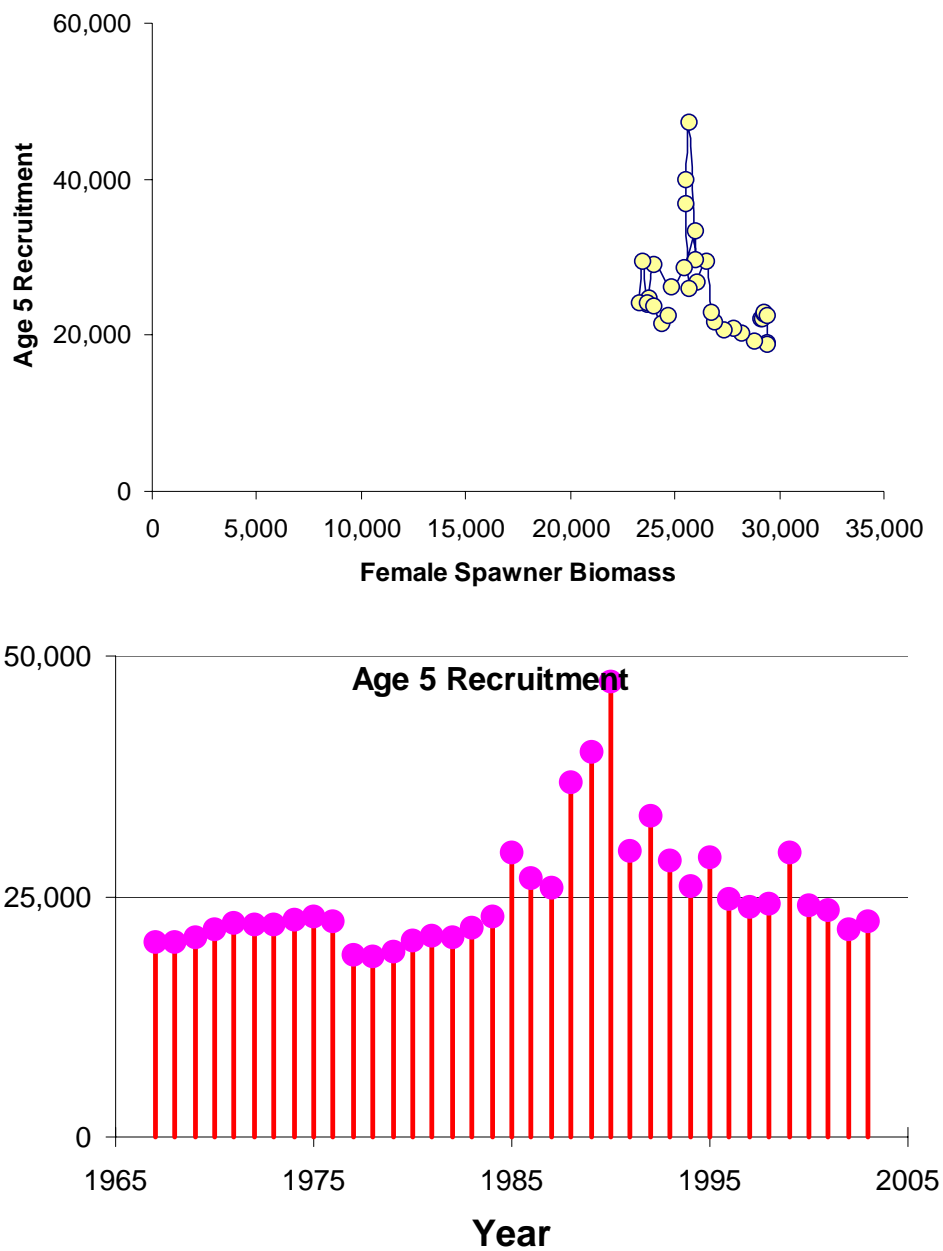 60,000
40,000
20,000
0
Age 5 Recruitment
0 5,000 10,000 15,000 20,000 25,000 30,000 35,000
Female Spawner Biomass
50,000
Age 5 Recruitment
25,000
0
1965 1975 1985 1995 2005
Year